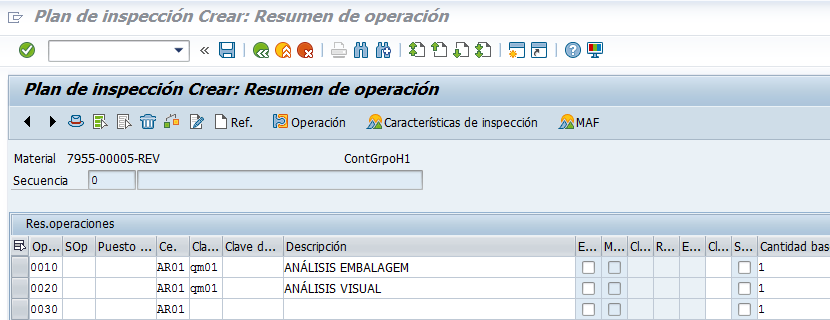 Plan de inspección Crear: Resumen de operación
«
Plan de inspección Crear: Resumen de operación
Ref. Operación Características de inspección MAF
Material 7955-00005-REV ContGrpoH1
Secuencia 0
Res.operaciones
Op... SOp Puesto ... Ce. Cla... Clave d... Descripción E... M... Cl... R... E... Cl... S... Cantidad bas
0010 AR01 qm01 ANÁLISIS EMBALAGEM 1
0020 AR01 qm01 ANÁLISIS VISUAL 1
0030 AR01 1